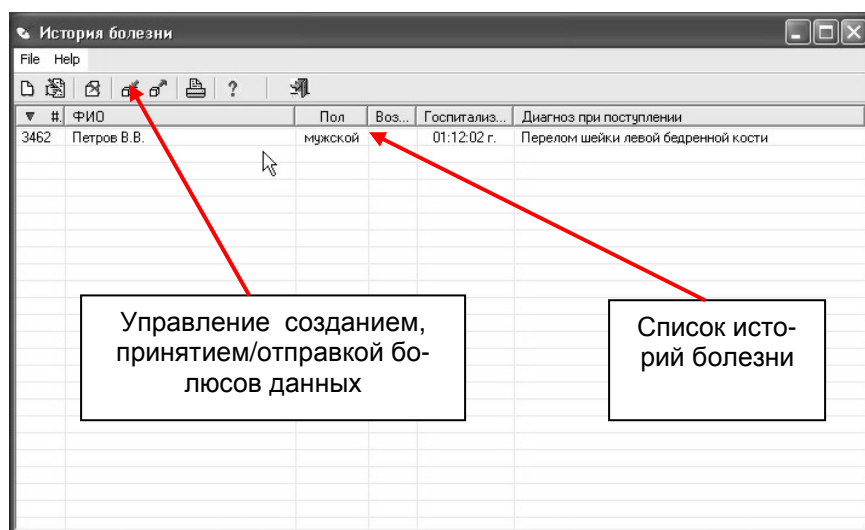 История болезни
File Help
?
▼ #. ФИО Пол Воз... Госпитализ... Диагноз при поступлении
3462 Петров В.В. мужской 01:12:02 г. Перелом шейки левой бедренной кости
Управление созданием,
принятием/отправкой бо-
люсов данных
Список исто-
рий болезни